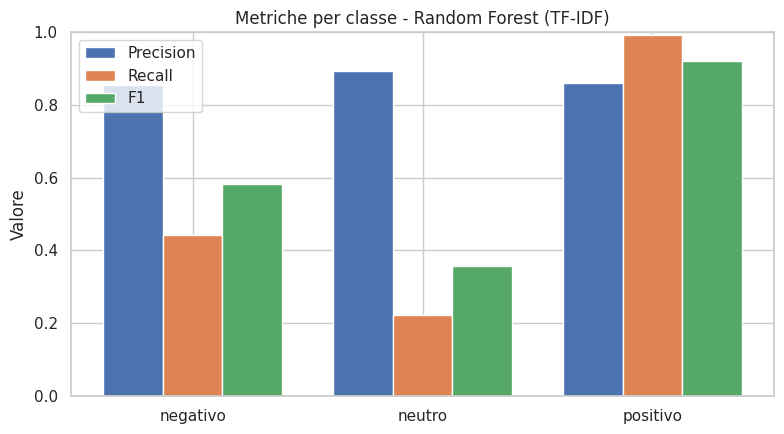 Metriche per classe - Random Forest (TF-IDF)
Precision
Recall
F1
Valore
1.0
0.8
0.6
0.4
0.2
0.0
negativo neutro positivo